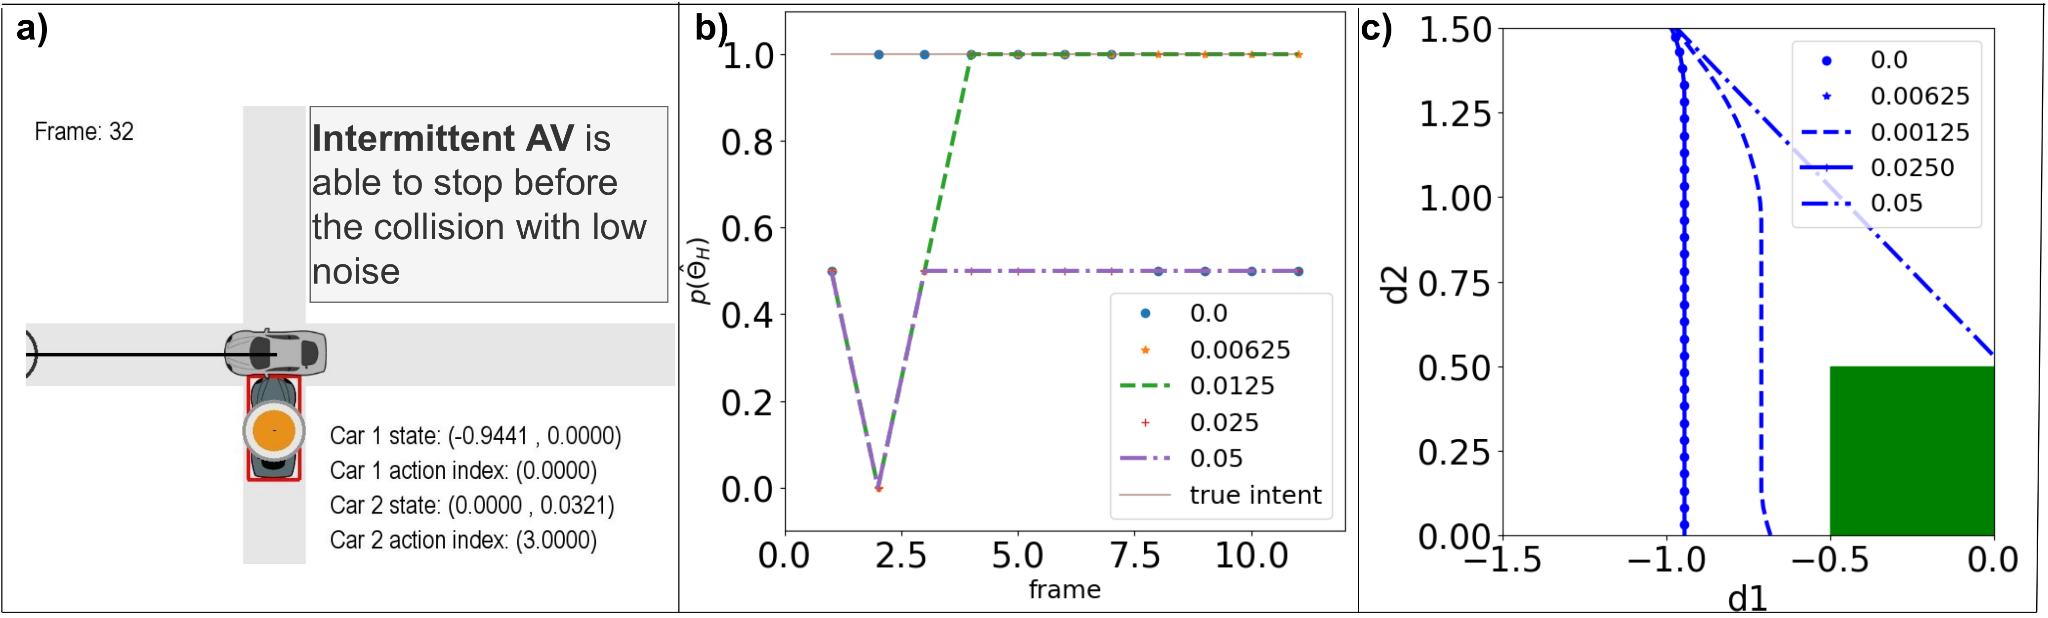 a)
Frame: 32
Intermittent AV is
able to stop before
the collision with low
noise
Car 1 state: (-0.9441 , 0.0000)
Car 1 action index: (0.0000)
Car 2 state: (0.0000 , 0.0321)
Car 2 action index: (3.0000)
b)
1.0
0.8
0.6
0.4
0.2
0.0
p(Θ̂_H)
0.0
0.00625
0.0125
0.025
0.05
true intent
0.0 2.5 5.0 7.5 10.0
frame
c)
1.50
1.25
1.00
0.75
0.50
0.25
0.00
d2
0.0
0.00625
0.00125
0.0250
0.05
−1.5 −1.0 −0.5 0.0
d1